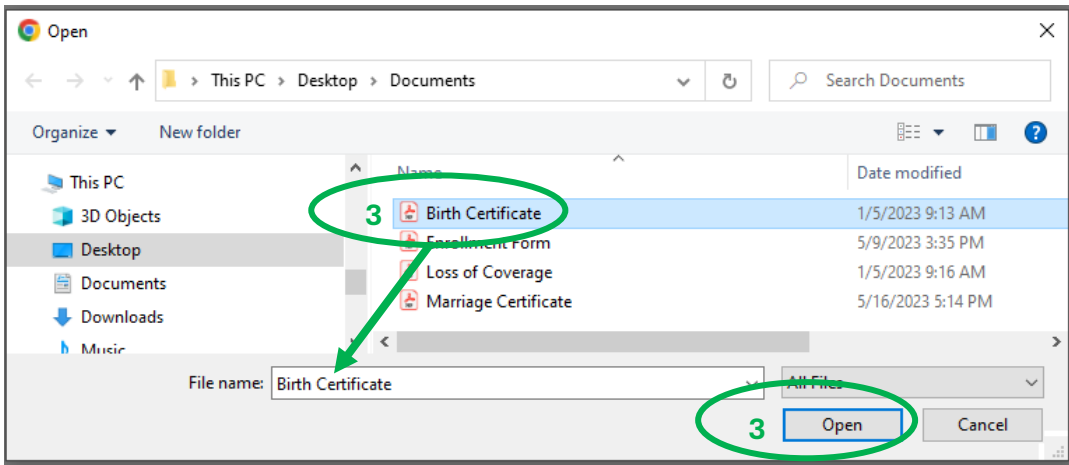 Open
This PC > Desktop > Documents
Search Documents
Organize
New folder
?
Name
Date modified
This PC
3D Objects
Desktop
Documents
Downloads
Music
3
Birth Certificate 1/5/2023 9:13 AM
Enrollment Form 5/9/2023 3:35 PM
Loss of Coverage 1/5/2023 9:16 AM
Marriage Certificate 5/16/2023 5:14 PM
File name: Birth Certificate
All Files
3
Open
Cancel